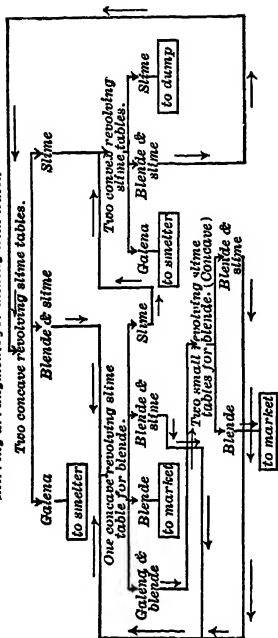 Two concave revolving slime tables.
Galena
to smelter
Blende & slime
Slime
One concave revolving slime
table for blende.
Galena &
blende
Blende
to market
Blende &
slime
Slime
Two convex revolving
slime tables.
Galena
to smelter
Blende & slime
Slime
to dump
Two small revolving slime
tables for blende. (Concave)
Blende
to market
Blende &
slime